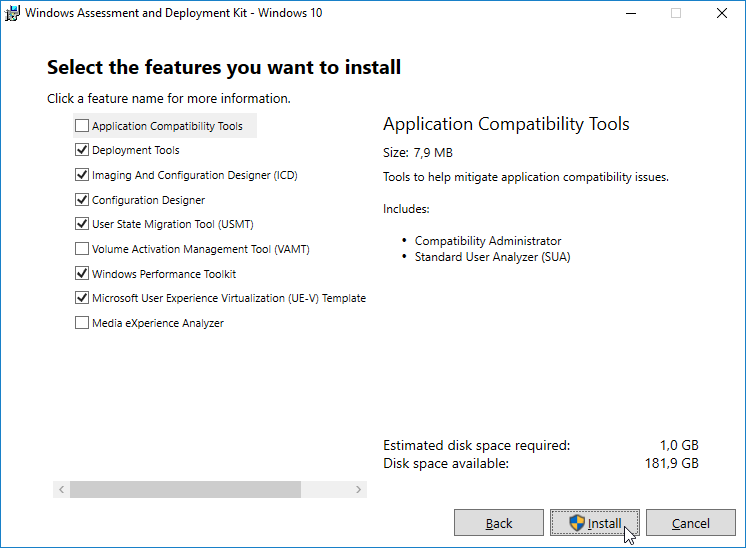 Windows Assessment and Deployment Kit - Windows 10
Select the features you want to install
Click a feature name for more information.
Application Compatibility Tools
Deployment Tools
Imaging And Configuration Designer (ICD)
Configuration Designer
User State Migration Tool (USMT)
Volume Activation Management Tool (VAMT)
Windows Performance Toolkit
Microsoft User Experience Virtualization (UE-V) Template
Media eXperience Analyzer
Application Compatibility Tools
Size: 7,9 MB
Tools to help mitigate application compatibility issues.
Includes:
• Compatibility Administrator
• Standard User Analyzer (SUA)
Estimated disk space required: 1,0 GB
Disk space available: 181,9 GB
Back Install Cancel